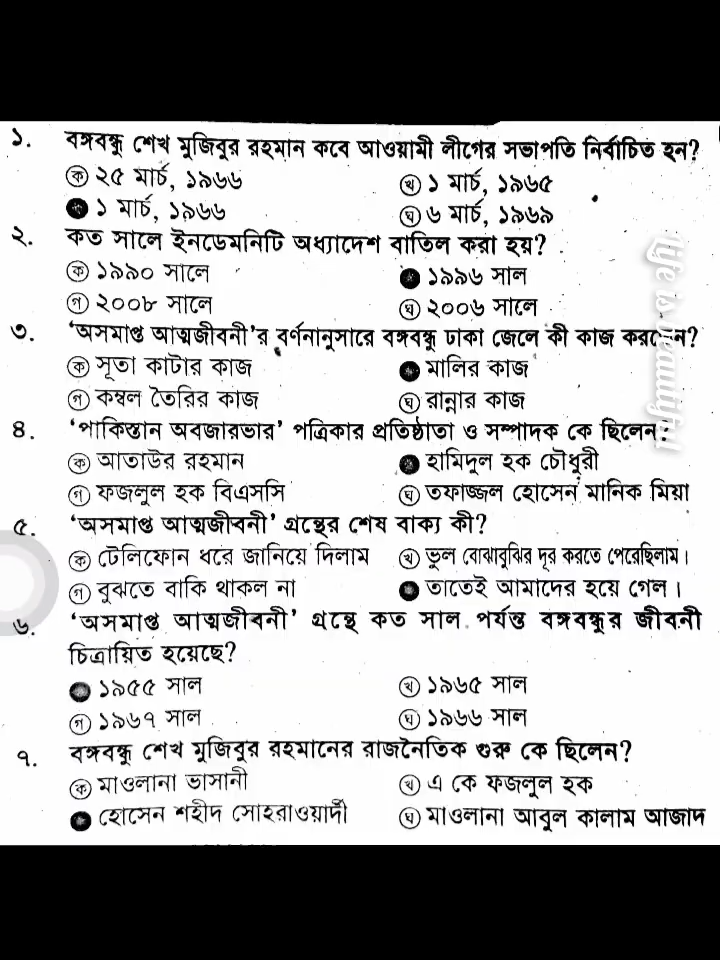 ১. বঙ্গবন্ধু শেখ মুজিবুর রহমান কবে আওয়ামী লীগের সভাপতি নির্বাচিত হন?
ক ২৫ মার্চ, ১৯৬৬ খ ১ মার্চ, ১৯৬৫
১ মার্চ, ১৯৬৬ ঘ ৬ মার্চ, ১৯৬৯
২. কত সালে ইনডেমনিটি অধ্যাদেশ বাতিল করা হয়?
ক ১৯৯০ সালে ১৯৯৬ সাল
গ ২০০৮ সালে ঘ ২০০৬ সালে
৩. ‘অসমাপ্ত আত্মজীবনী’র বর্ণনানুসারে বঙ্গবন্ধু ঢাকা জেলে কী কাজ করতেন?
ক সূতা কাটার কাজ মালির কাজ
গ কম্বল তৈরির কাজ ঘ রান্নার কাজ
৪. ‘পাকিস্তান অবজারভার’ পত্রিকার প্রতিষ্ঠাতা ও সম্পাদক কে ছিলেন?
ক আতাউর রহমান হামিদুল হক চৌধুরী
গ ফজলুল হক বিএসসি ঘ তফাজ্জল হোসেন মানিক মিয়া
৫. ‘অসমাপ্ত আত্মজীবনী’ গ্রন্থের শেষ বাক্য কী?
ক টেলিফোন ধরে জানিয়ে দিলাম খ ভুল বোঝাবুঝির দূর করতে পেরেছিলাম।
গ বুঝতে বাকি থাকল না তাতেই আমাদের হয়ে গেল।
৬. ‘অসমাপ্ত আত্মজীবনী’ গ্রন্থে কত সাল পর্যন্ত বঙ্গবন্ধুর জীবনী
চিত্রায়িত হয়েছে?
১৯৫৫ সাল খ ১৯৬৫ সাল
গ ১৯৬৭ সাল ঘ ১৯৬৬ সাল
৭. বঙ্গবন্ধু শেখ মুজিবুর রহমানের রাজনৈতিক গুরু কে ছিলেন?
ক মাওলানা ভাসানী খ এ কে ফজলুল হক
হোসেন শহীদ সোহরাওয়ার্দী ঘ মাওলানা আবুল কালাম আজাদ
Life is beautiful